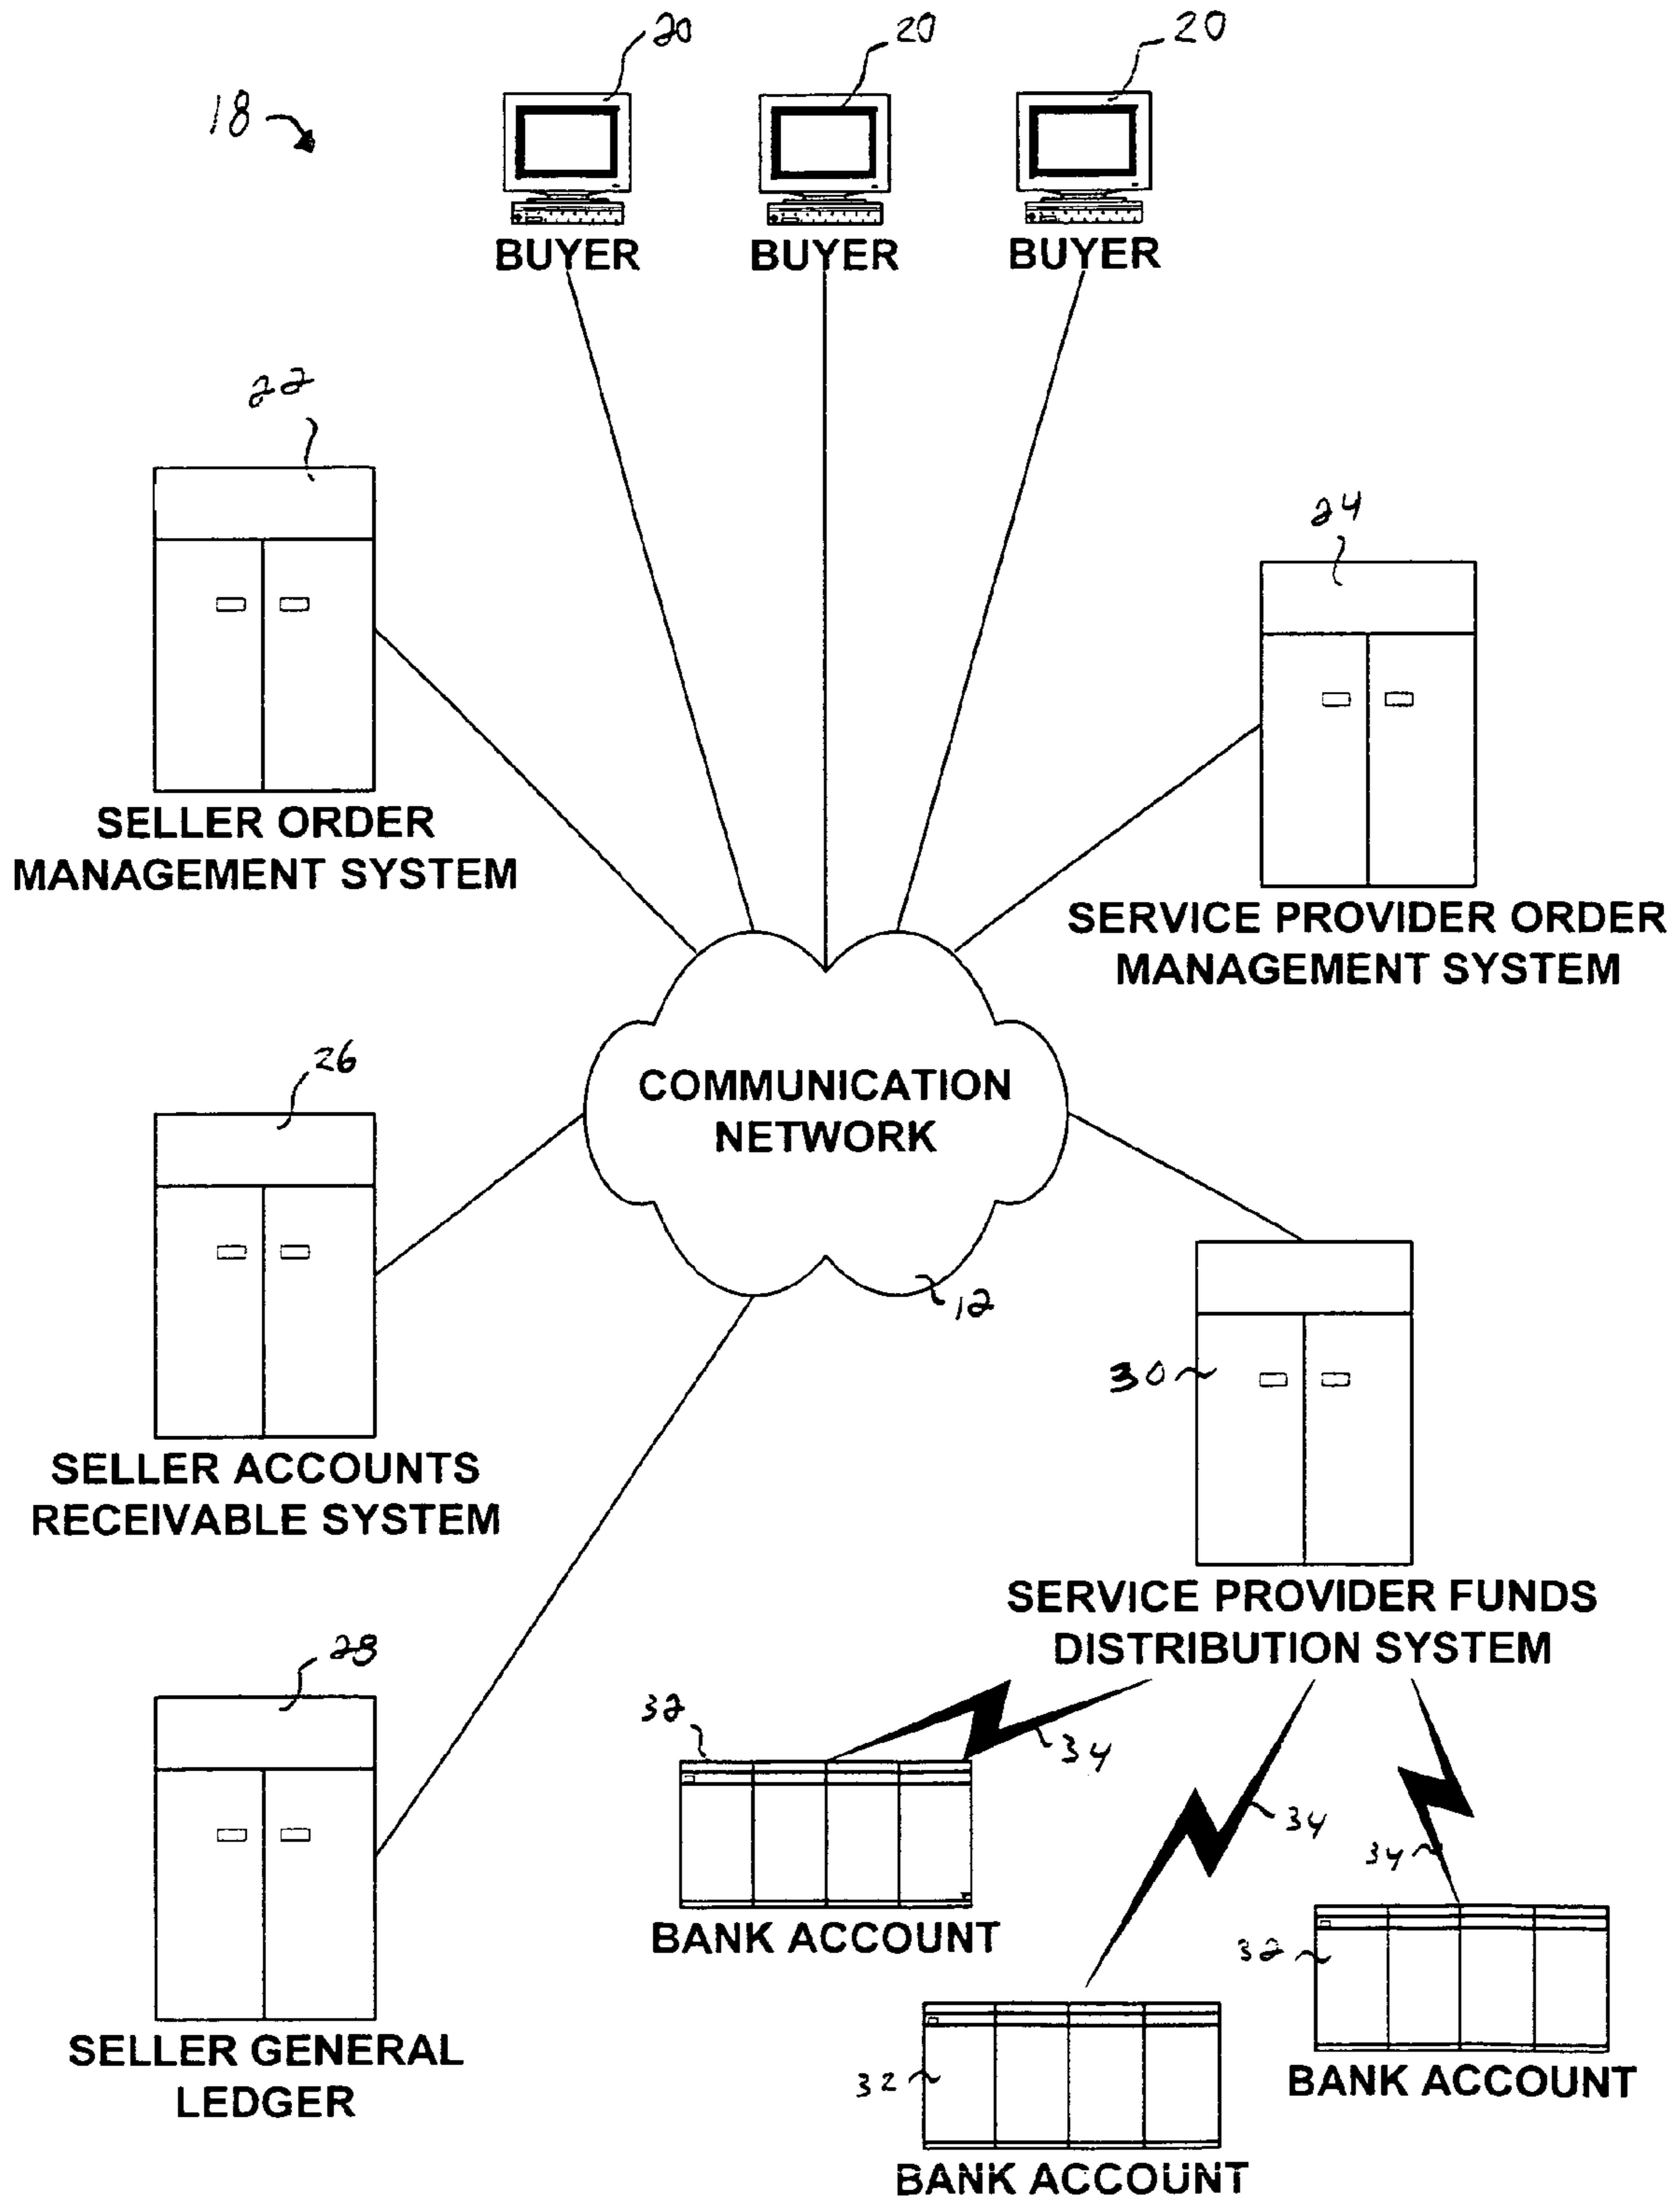 20
20
20
18
BUYER
BUYER
BUYER
22
24
SELLER ORDER
MANAGEMENT SYSTEM
SERVICE PROVIDER ORDER
MANAGEMENT SYSTEM
26
COMMUNICATION
NETWORK
12
30
SELLER ACCOUNTS
RECEIVABLE SYSTEM
SERVICE PROVIDER FUNDS
DISTRIBUTION SYSTEM
28
32
34
34
34
BANK ACCOUNT
32
32
SELLER GENERAL
LEDGER
BANK ACCOUNT
BANK ACCOUNT